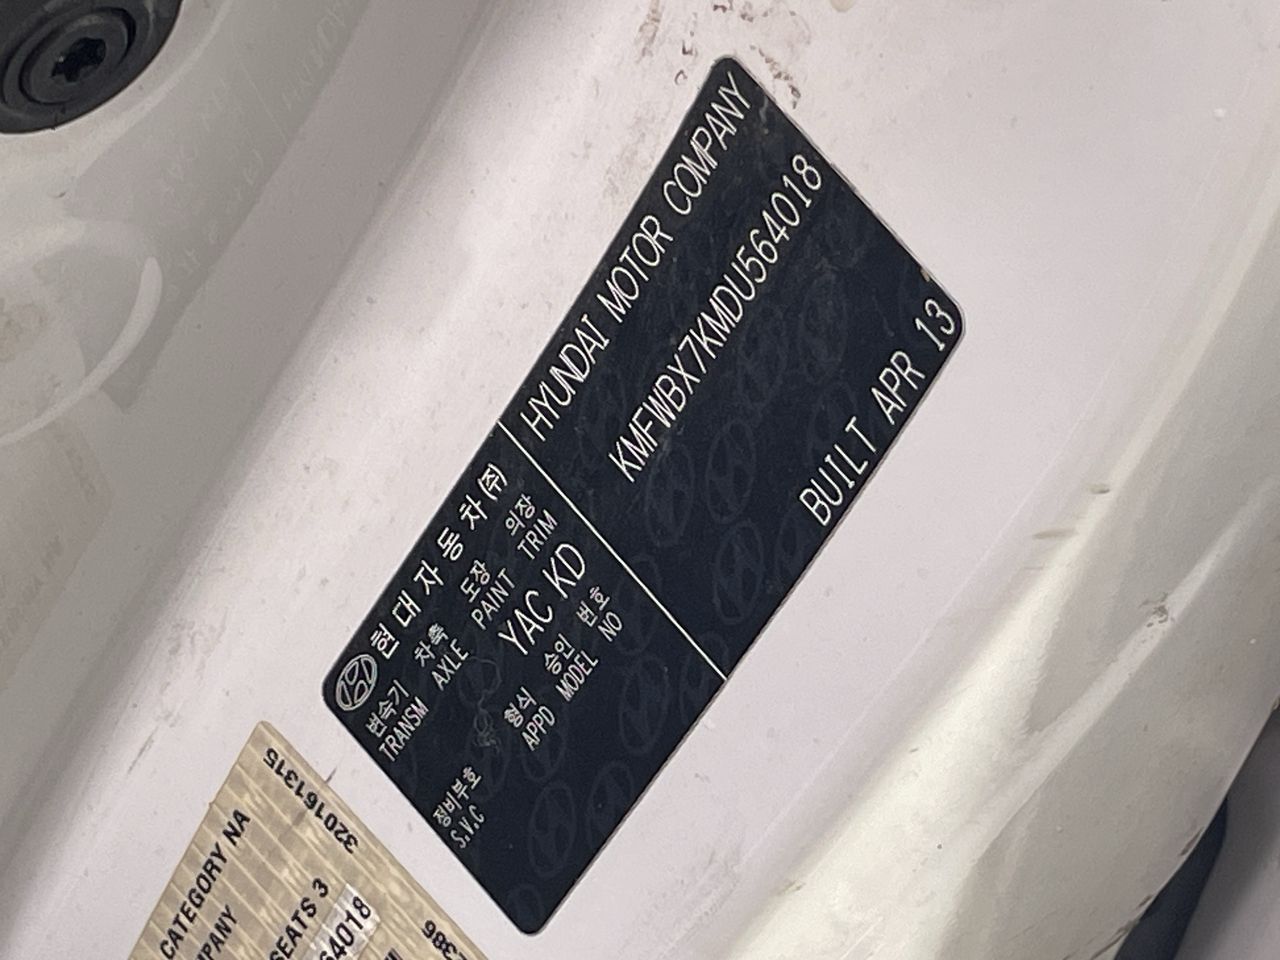 현대자동차(주)
HYUNDAI MOTOR COMPANY
변속기 차축 도장 의장
TRANSM AXLE PAINT TRIM
YAC KD
KMFWBX7KMDU564018
정비부호 형식 승인 번호
S.V.C APPD MODEL NO
BUILT APR 13
320161315
CATEGORY NA
SEATS 3
64018